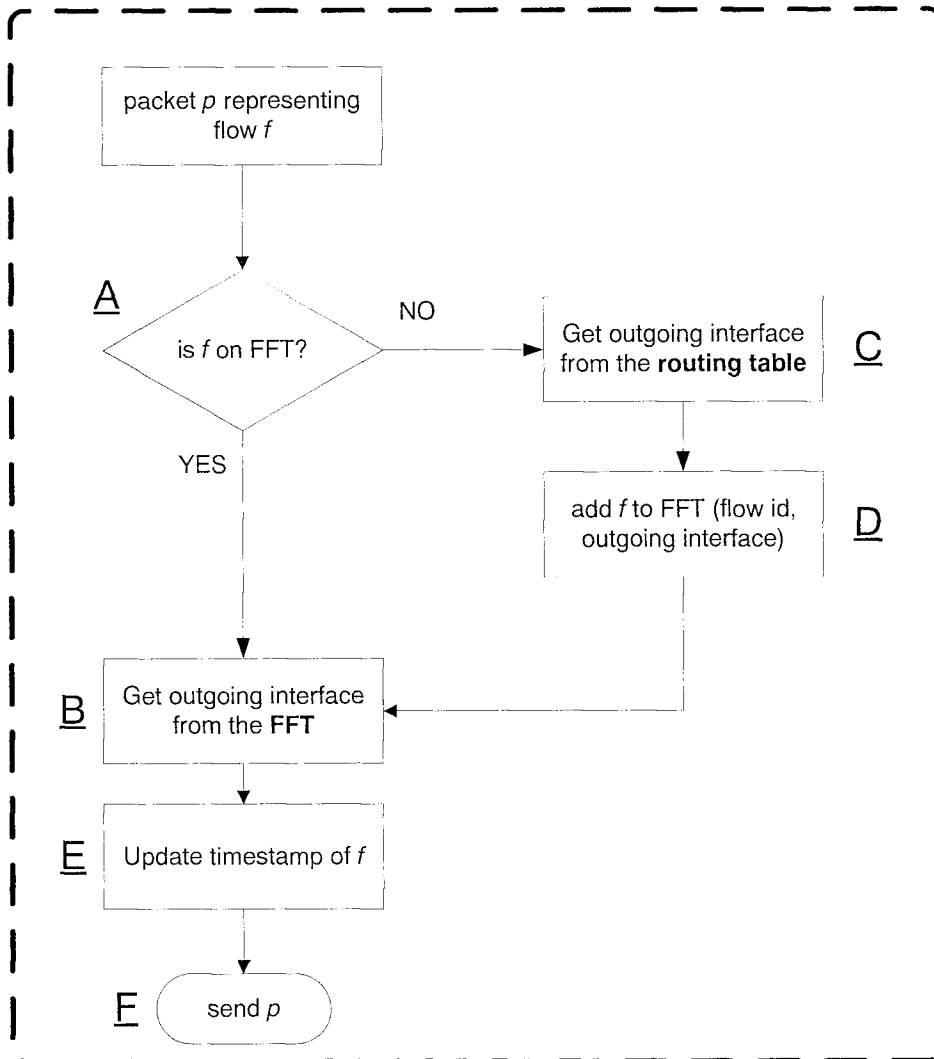 packet p representing
flow f
A
is f on FFT?
NO
YES
Get outgoing interface
from the routing table
C
add f to FFT (flow id,
outgoing interface)
D
B
Get outgoing interface
from the FFT
E
Update timestamp of f
F
send p